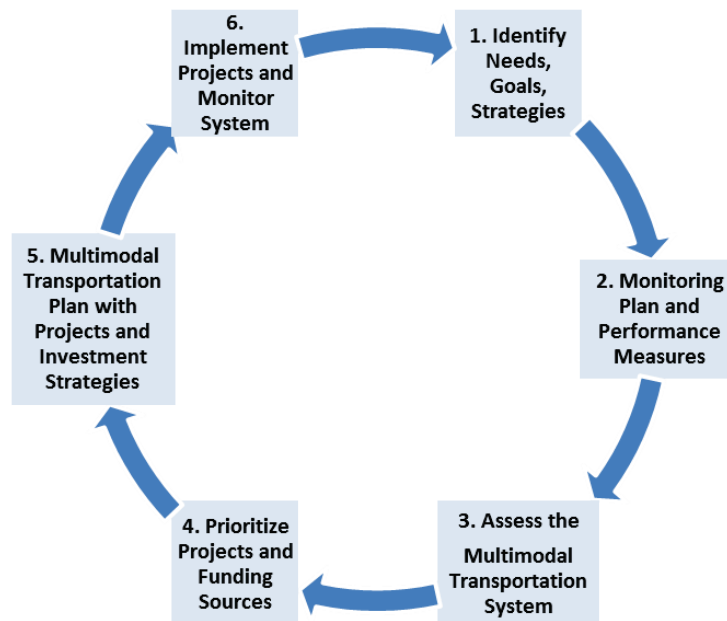 1. Identify
Needs,
Goals,
Strategies
2. Monitoring
Plan and
Performance
Measures
3. Assess the
Multimodal
Transportation
System
4. Prioritize
Projects and
Funding
Sources
5. Multimodal
Transportation
Plan with
Projects and
Investment
Strategies
6.
Implement
Projects and
Monitor
System